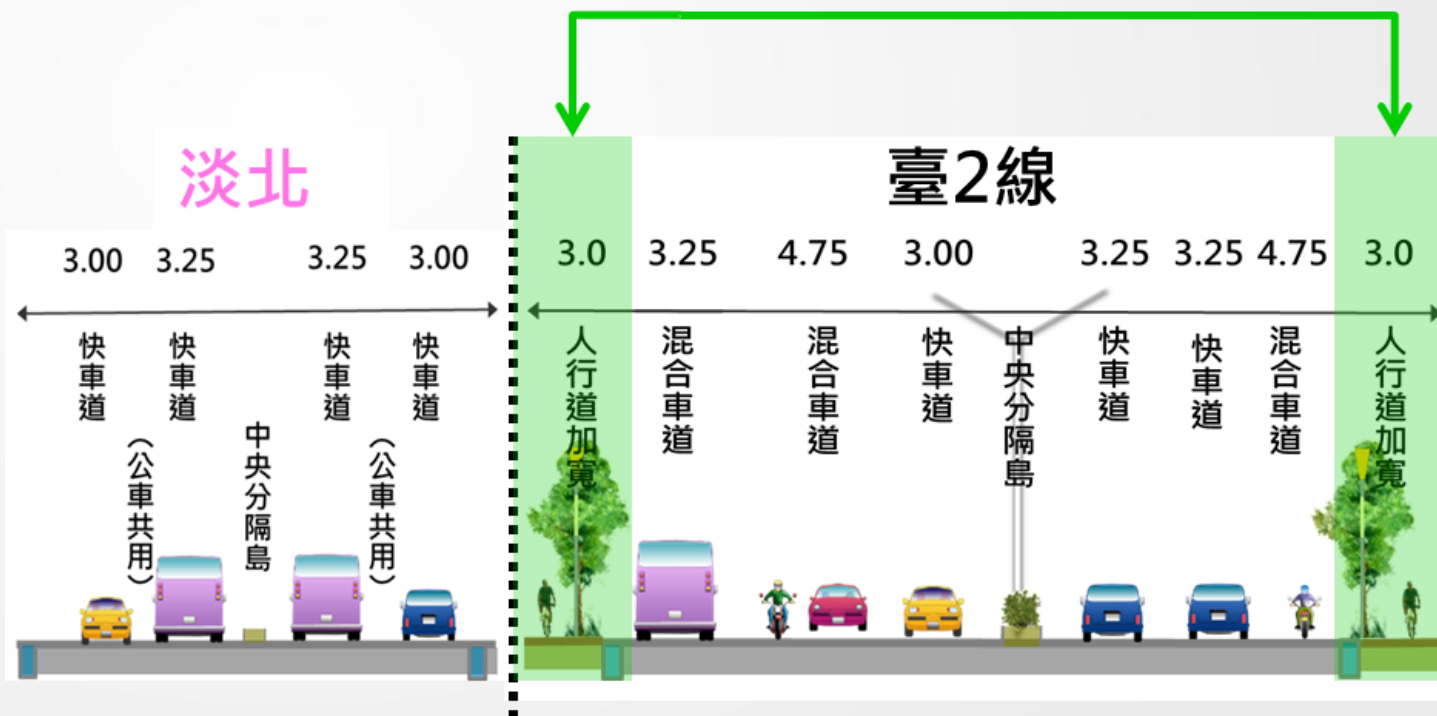 淡北
臺2線
3.00 3.25 3.25 3.00
3.0 3.25 4.75 3.00 3.25 3.25 4.75 3.0
快車道
(公車共用)
快車道
中央分隔島
快車道
(公車共用)
快車道
人行道加寬
混合車道
混合車道
快車道
中央分隔島
快車道
快車道
混合車道
人行道加寬